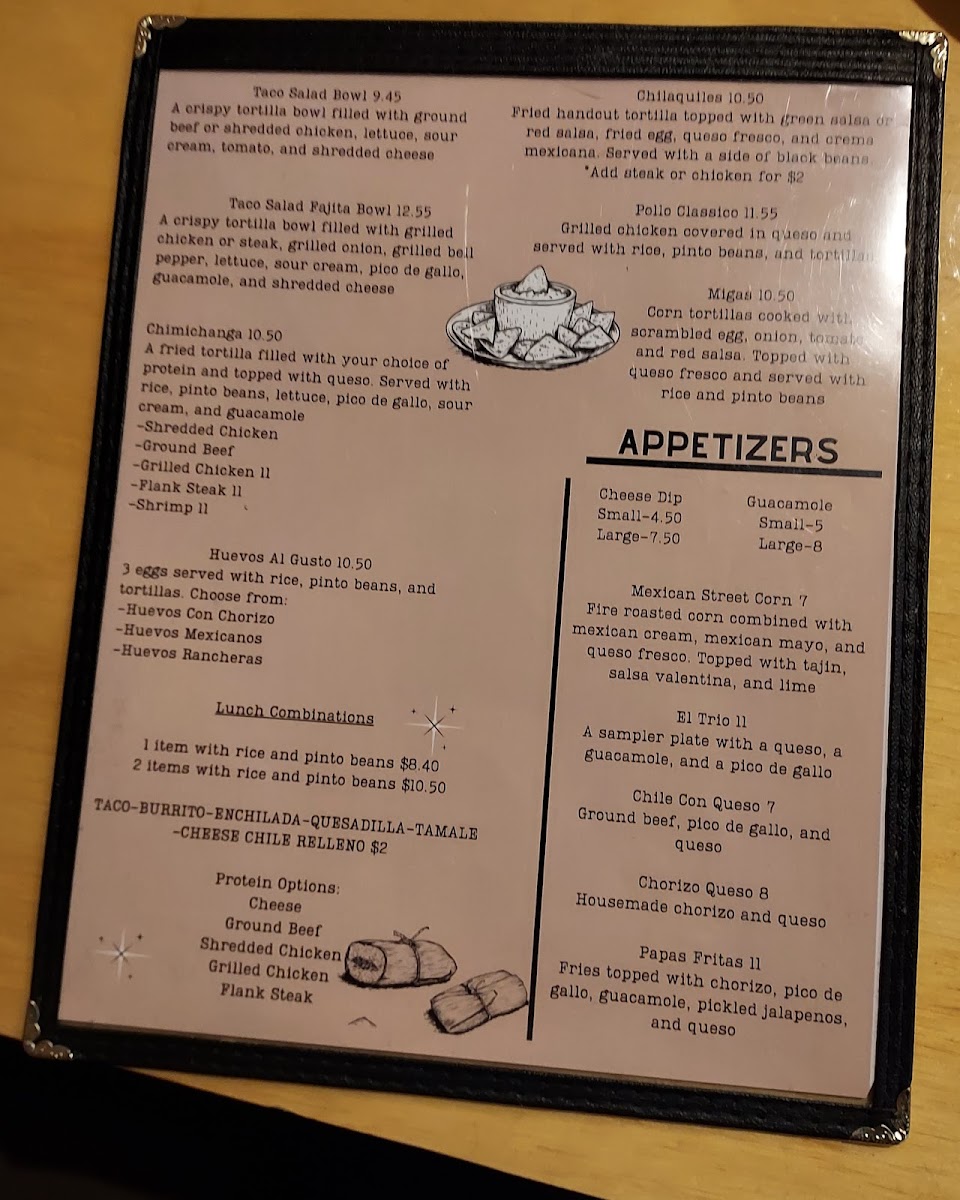 Taco Salad Bowl 9.45
A crispy tortilla bowl filled with ground
beef or shredded chicken, lettuce, sour
cream, tomato, and shredded cheese
Taco Salad Fajita Bowl 12.55
A crispy tortilla bowl filled with grilled
chicken or steak, grilled onion, grilled bell
pepper, lettuce, sour cream, pico de gallo,
guacamole, and shredded cheese
Chimichanga 10.50
A fried tortilla filled with your choice of
protein and topped with queso. Served with
rice, pinto beans, lettuce, pico de gallo, sour
cream, and guacamole
-Shredded Chicken
-Ground Beef
-Grilled Chicken 11
-Flank Steak 11
-Shrimp 11
Huevos Al Gusto 10.50
3 eggs served with rice, pinto beans, and
tortillas. Choose from:
-Huevos Con Chorizo
-Huevos Mexicanos
-Huevos Rancheras
Lunch Combinations
1 item with rice and pinto beans $8.40
2 items with rice and pinto beans $10.50
TACO-BURRITO-ENCHILADA-QUESADILLA-TAMALE
-CHEESE CHILE RELLENO $2
Protein Options:
Cheese
Ground Beef
Shredded Chicken
Grilled Chicken
Flank Steak
Chilaquiles 10.50
Fried handcut tortilla topped with green salsa or
red salsa, fried egg, queso fresco, and crema
mexicana. Served with a side of black beans.
*Add steak or chicken for $2
Pollo Classico 11.55
Grilled chicken covered in queso and
served with rice, pinto beans, and tortillas
Migas 10.50
Corn tortillas cooked with
scrambled egg, onion, tomato
and red salsa. Topped with
queso fresco and served with
rice and pinto beans
APPETIZERS
Cheese Dip
Small-4.50
Large-7.50
Guacamole
Small-5
Large-8
Mexican Street Corn 7
Fire roasted corn combined with
mexican cream, mexican mayo, and
queso fresco. Topped with tajin,
salsa valentina, and lime
El Trio 11
A sampler plate with a queso, a
guacamole, and a pico de gallo
Chile Con Queso 7
Ground beef, pico de gallo, and
queso
Chorizo Queso 8
Housemade chorizo and queso
Papas Fritas 11
Fries topped with chorizo, pico de
gallo, guacamole, pickled jalapenos,
and queso